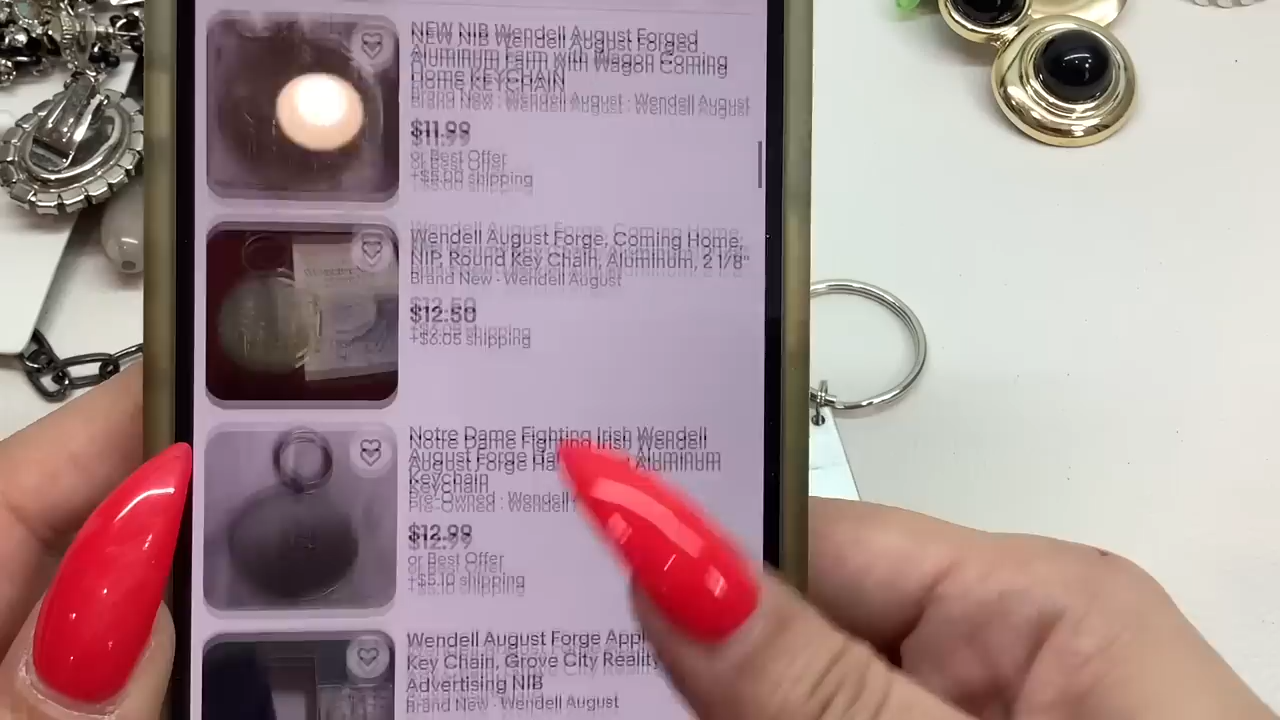 NEW NIB Wendell August Forged
Aluminum Farm with Wagon Coming
Home KEYCHAIN
Brand New · Wendell August · Wendell August
$11.99
or Best Offer
+$5.00 shipping
Wendell August Forge, Coming Home,
NIP, Round Key Chain, Aluminum, 2 1/8"
Brand New · Wendell August
$12.50
+$6.05 shipping
Notre Dame Fighting Irish Wendell
August Forge Aluminum
Keychain
Pre-Owned · Wendell
$12.99
or Best Offer
+$5.10 shipping
Wendell August Forge
Key Chain, Grove City Reality
Advertising NIB
Brand New · Wendell August